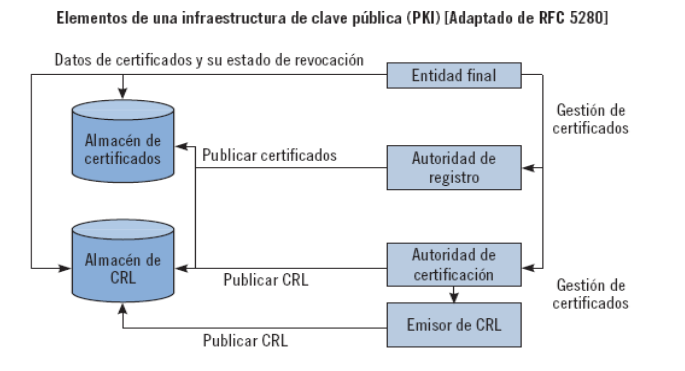 Elementos de una infraestructura de clave pública (PKI) [Adaptado de RFC 5280]
Datos de certificados y su estado de revocación
Entidad final
Gestión de
certificados
Almacén de
certificados
Publicar certificados
Autoridad de
registro
Almacén de
CRL
Publicar CRL
Autoridad de
certificación
Gestión de
certificados
Publicar CRL
Emisor de CRL